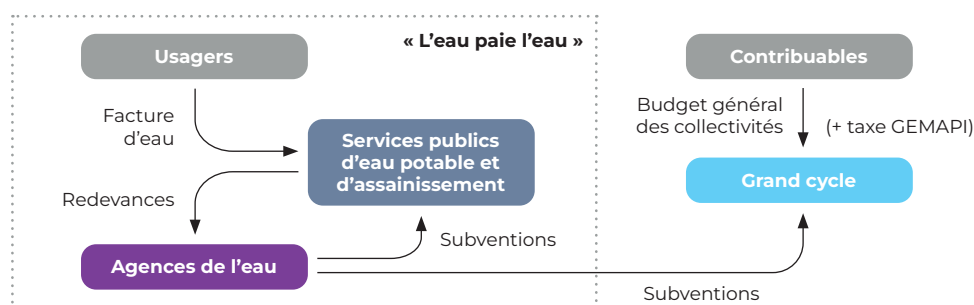 « L’eau paie l’eau »
Usagers
Contribuables
Facture
d’eau
Budget général
des collectivités
(+ taxe GEMAPI)
Services publics
d’eau potable et
d’assainissement
Grand cycle
Redevances
Subventions
Agences de l’eau
Subventions